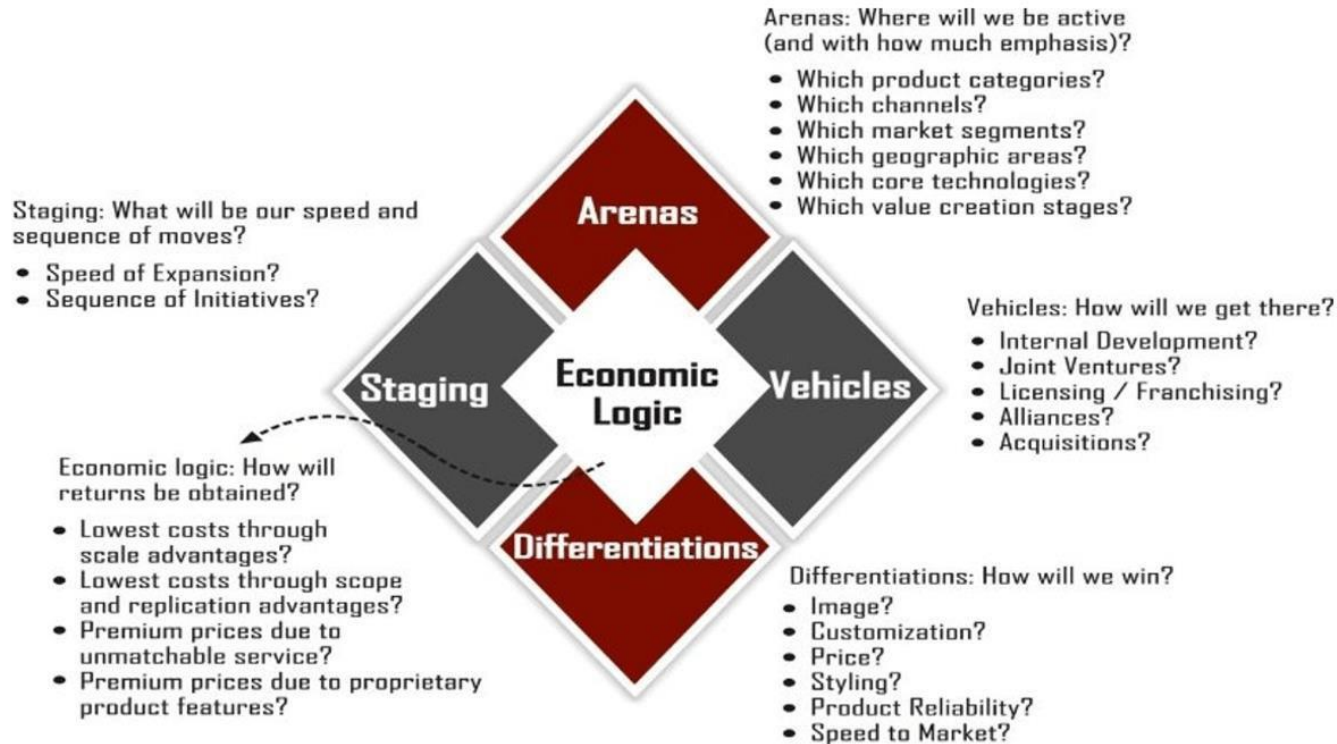 Arenas: Where will we be active
(and with how much emphasis)?
• Which product categories?
• Which channels?
• Which market segments?
• Which geographic areas?
• Which core technologies?
• Which value creation stages?
Arenas
Staging: What will be our speed and
sequence of moves?
• Speed of Expansion?
• Sequence of Initiatives?
Staging
Economic
Logic
Vehicles
Vehicles: How will we get there?
• Internal Development?
• Joint Ventures?
• Licensing / Franchising?
• Alliances?
• Acquisitions?
Economic logic: How will
returns be obtained?
• Lowest costs through
scale advantages?
• Lowest costs through scope
and replication advantages?
• Premium prices due to
unmatchable service?
• Premium prices due to proprietary
product features?
Differentiations
Differentiations: How will we win?
• Image?
• Customization?
• Price?
• Styling?
• Product Reliability?
• Speed to Market?